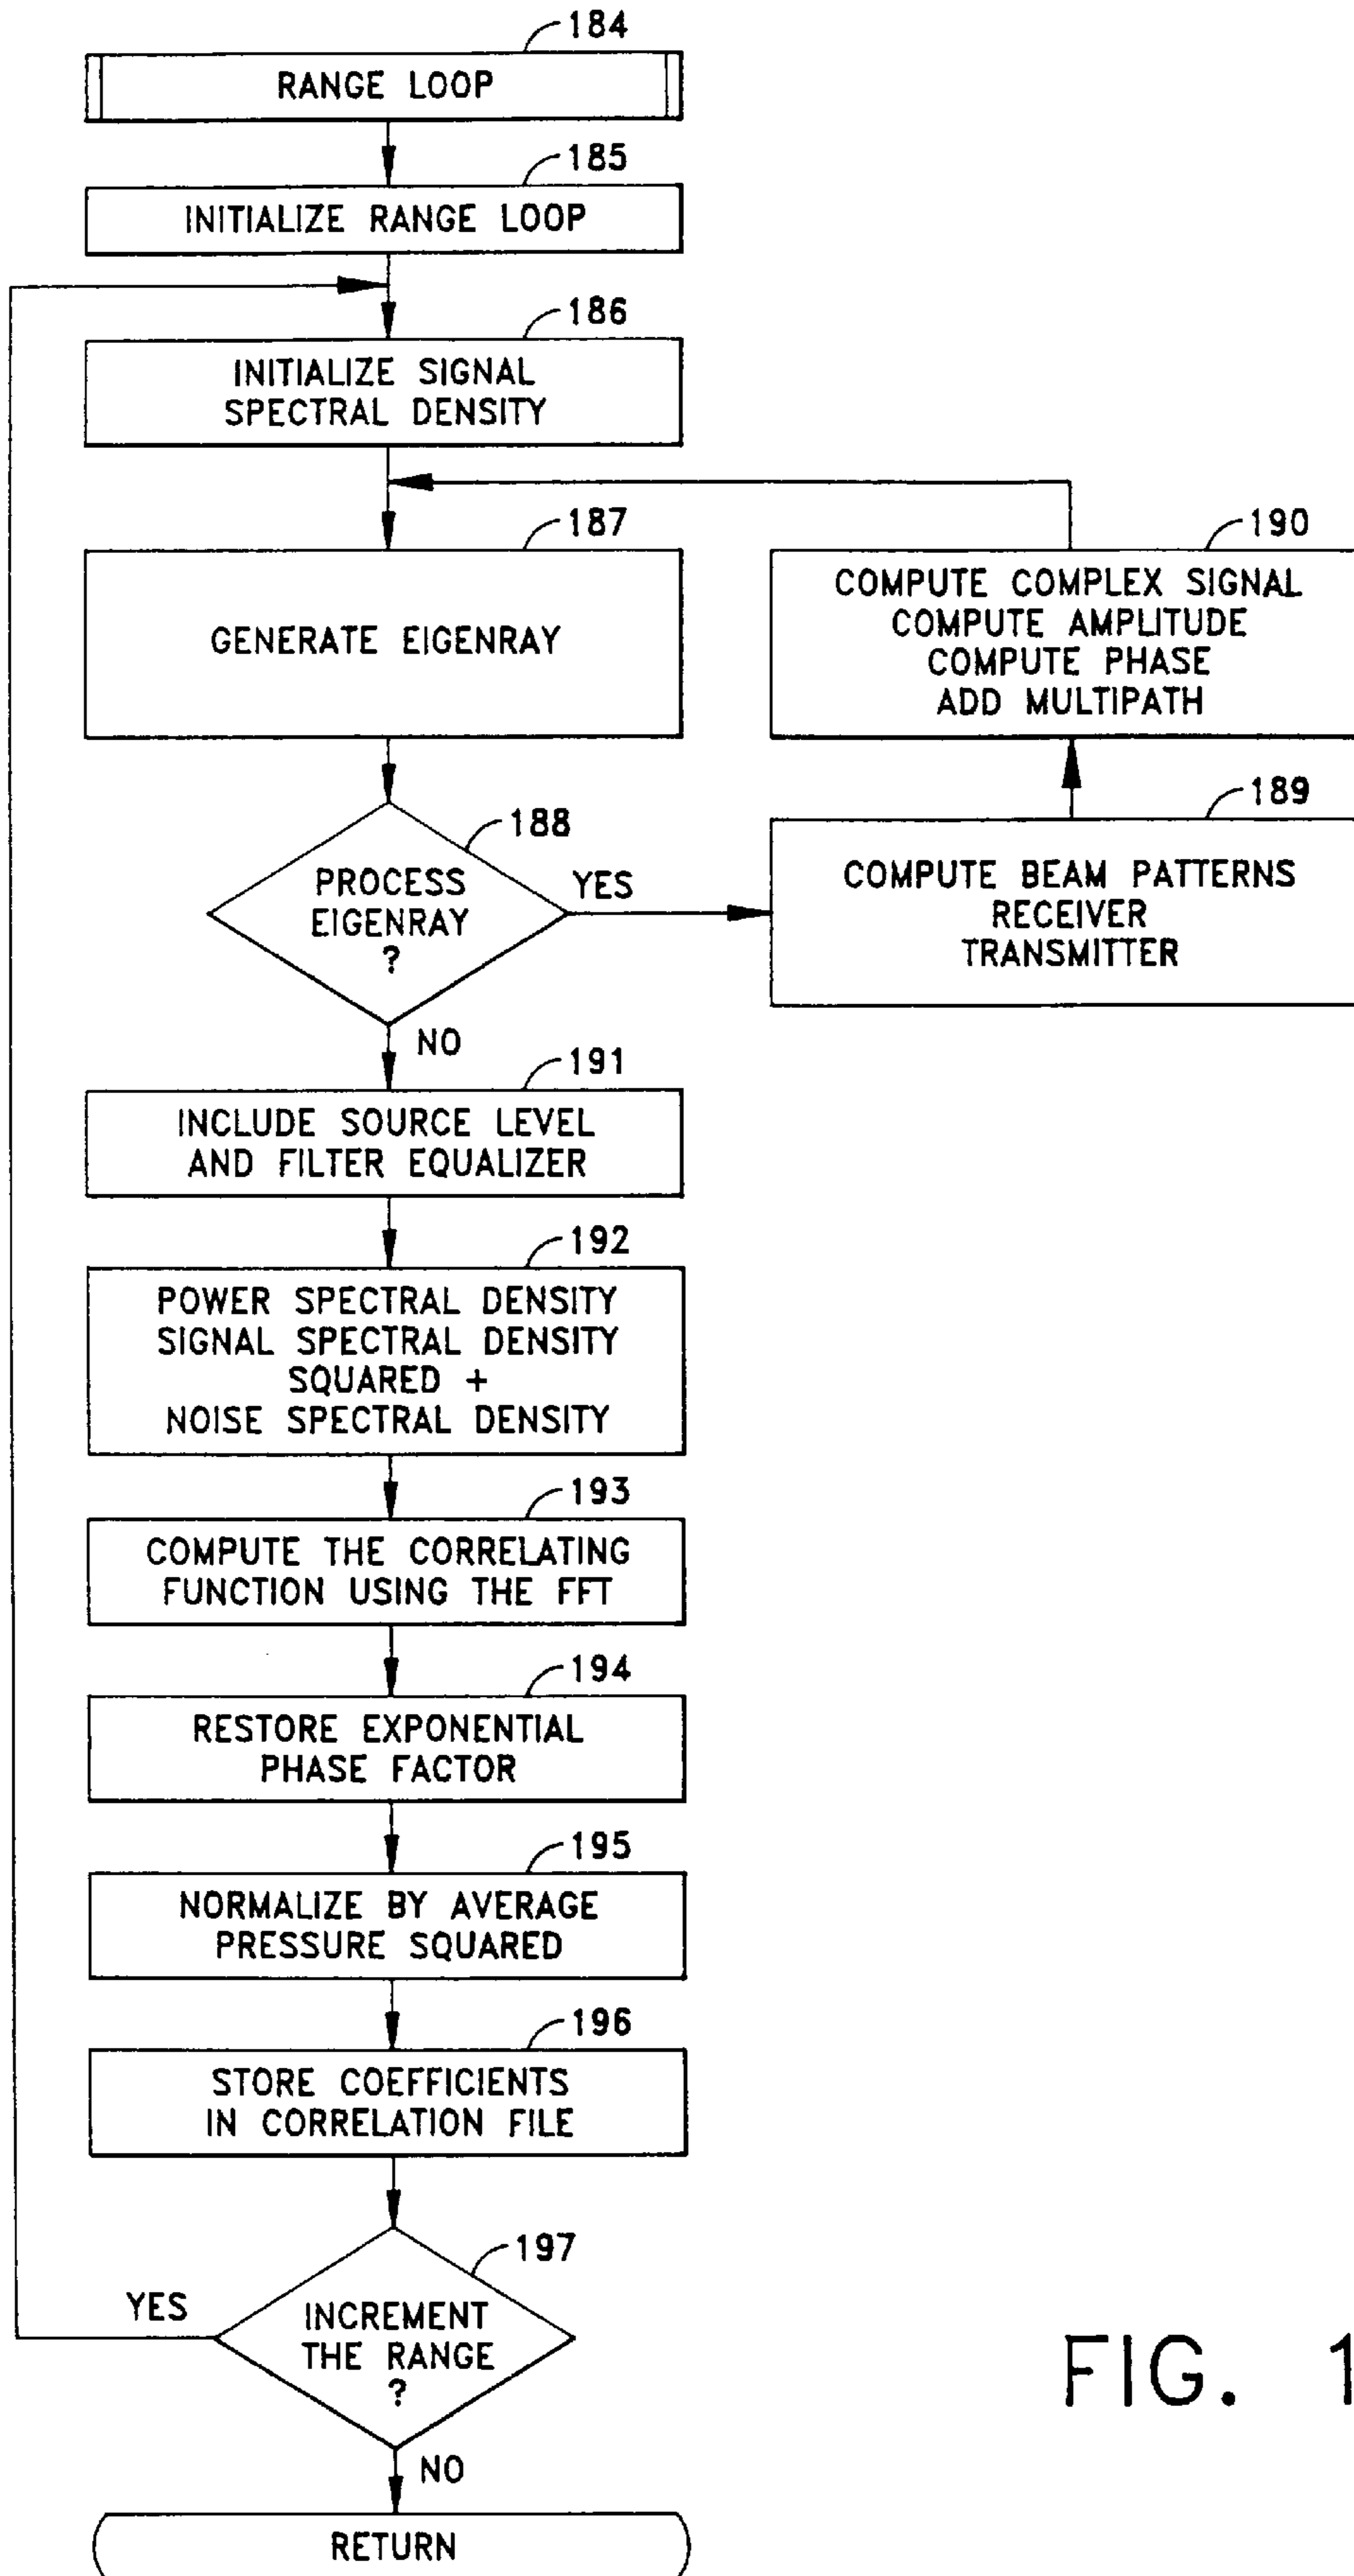 184
RANGE LOOP
185
INITIALIZE RANGE LOOP
186
INITIALIZE SIGNAL
SPECTRAL DENSITY
187
GENERATE EIGENRAY
190
COMPUTE COMPLEX SIGNAL
COMPUTE AMPLITUDE
COMPUTE PHASE
ADD MULTIPATH
188
PROCESS
EIGENRAY
?
YES
189
COMPUTE BEAM PATTERNS
RECEIVER
TRANSMITTER
NO
191
INCLUDE SOURCE LEVEL
AND FILTER EQUALIZER
192
POWER SPECTRAL DENSITY
SIGNAL SPECTRAL DENSITY
SQUARED +
NOISE SPECTRAL DENSITY
193
COMPUTE THE CORRELATING
FUNCTION USING THE FFT
194
RESTORE EXPONENTIAL
PHASE FACTOR
195
NORMALIZE BY AVERAGE
PRESSURE SQUARED
196
STORE COEFFICIENTS
IN CORRELATION FILE
197
YES
INCREMENT
THE RANGE
?
NO
RETURN
FIG. 1